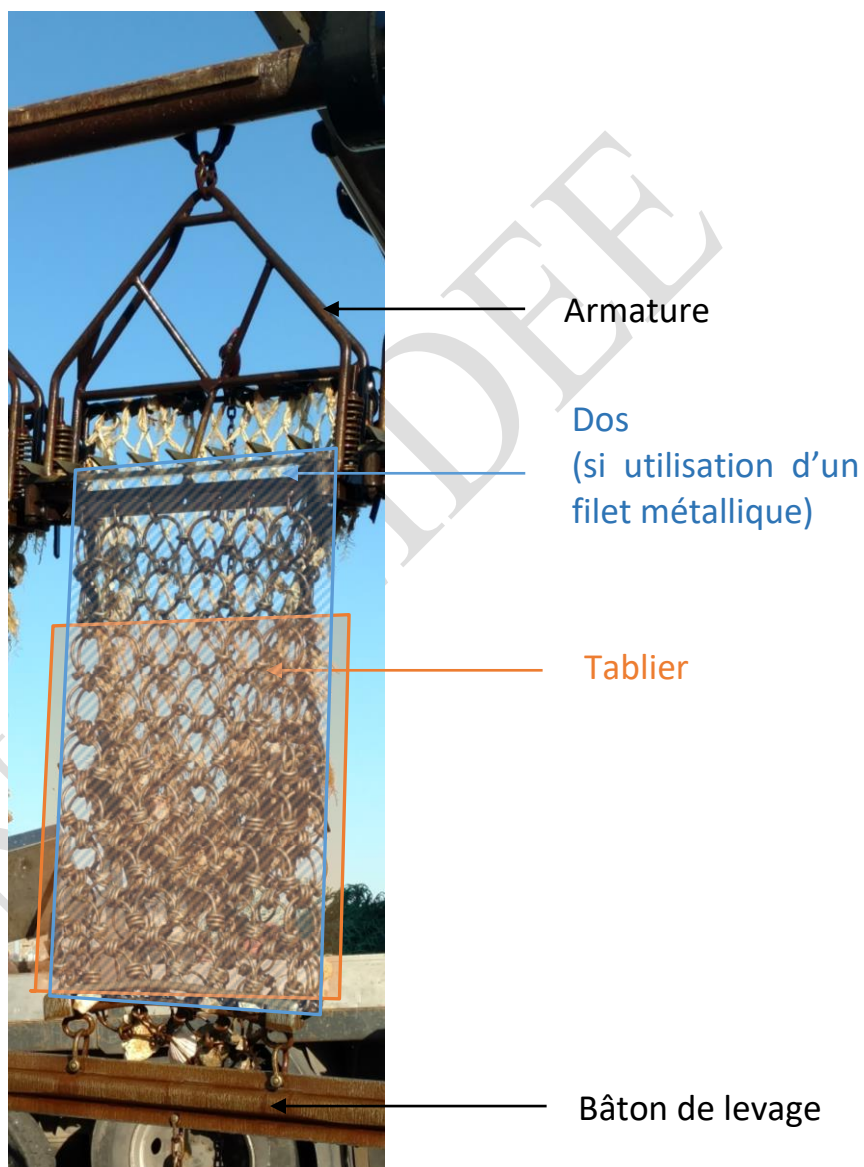 Armature
Dos
(si utilisation d’un
filet métallique)
Tablier
Bâton de levage